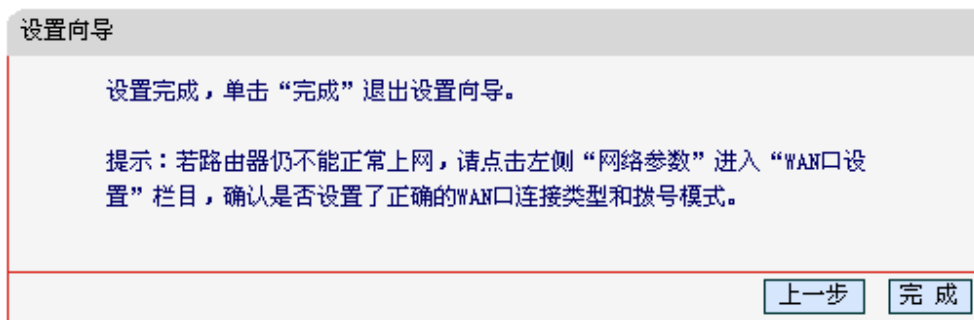 设置向导
设置完成，单击“完成”退出设置向导。
提示：若路由器仍不能正常上网，请点击左侧“网络参数”进入“WAN口设
置”栏目，确认是否设置了正确的WAN口连接类型和拨号模式。
上一步 完 成